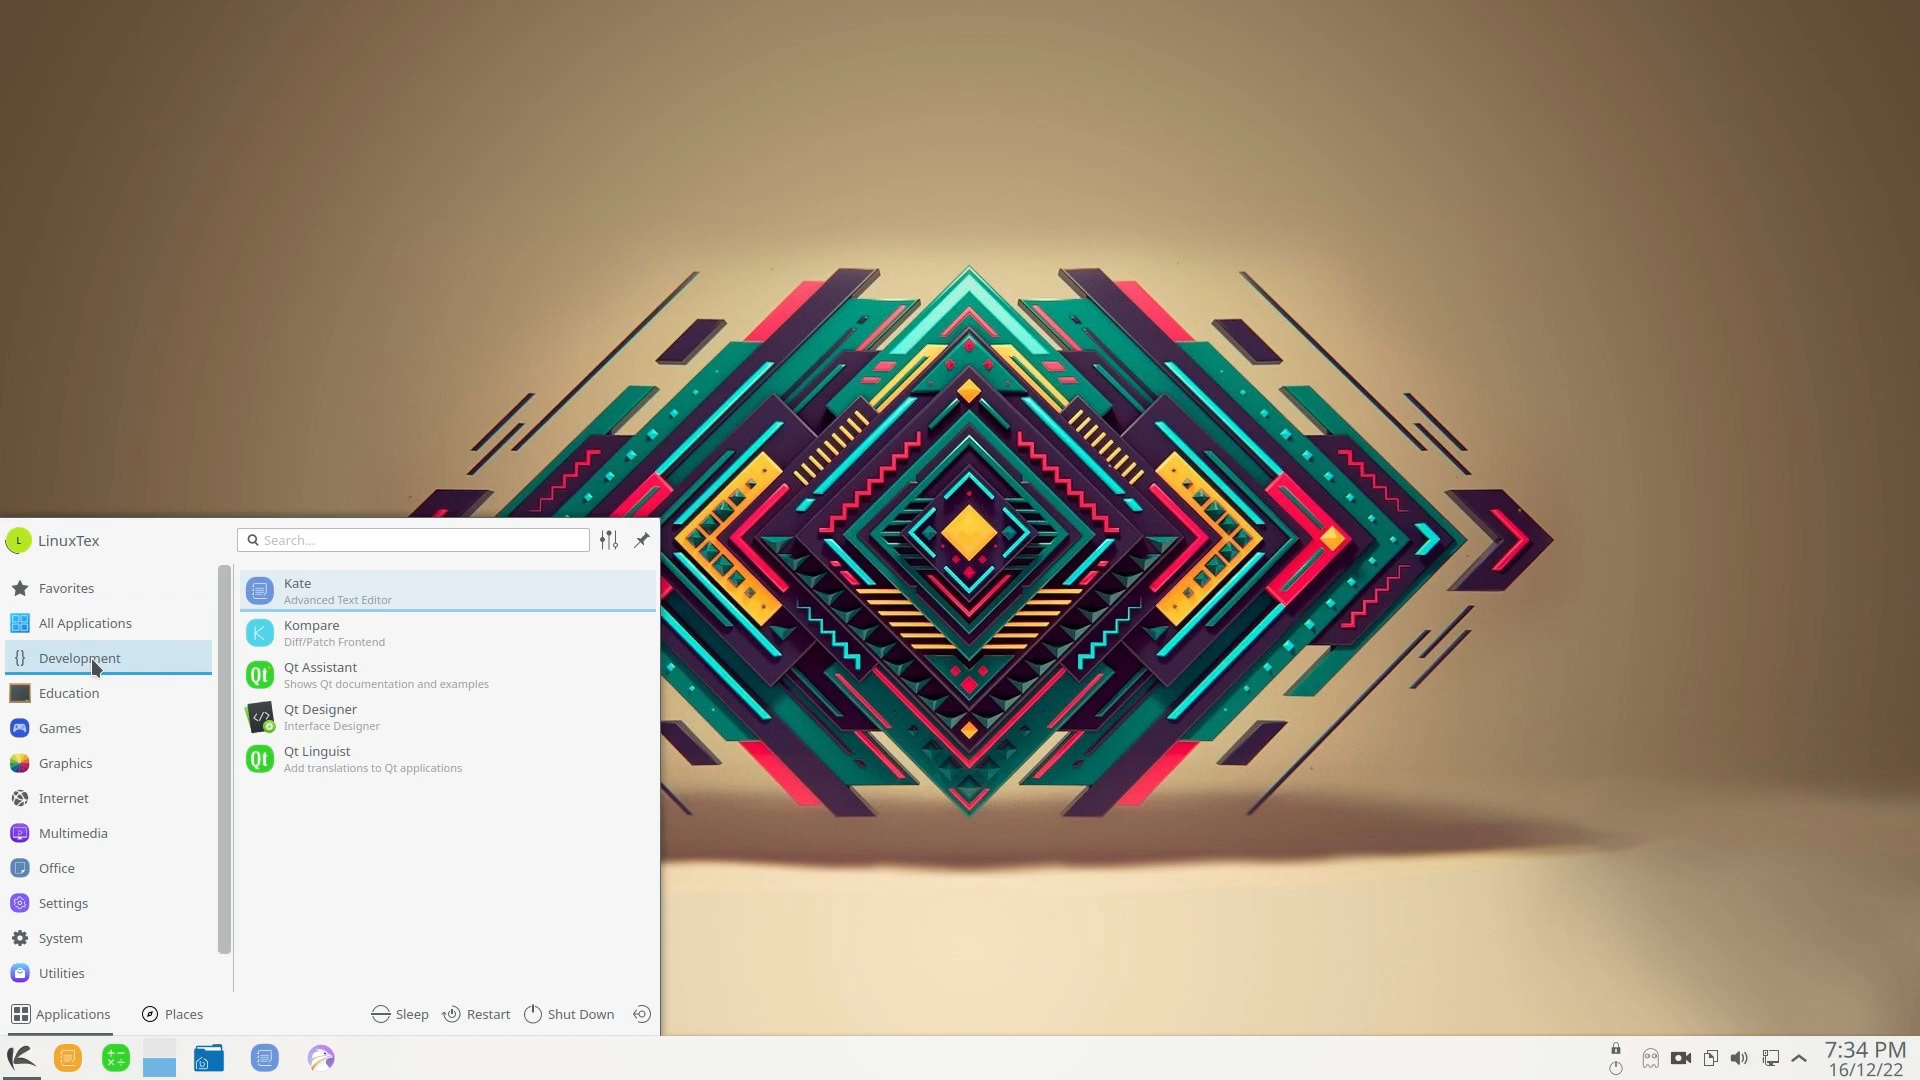 L
LinuxTex
Search...
Favorites
All Applications
Development
Education
Games
Graphics
Internet
Multimedia
Office
Settings
System
Utilities
Kate
Advanced Text Editor
K
Kompare
Diff/Patch Frontend
Qt
Qt Assistant
Shows Qt documentation and examples
Qt Designer
Interface Designer
Qt
Qt Linguist
Add translations to Qt applications
Applications
Places
Sleep
Restart
Shut Down
7:34 PM
16/12/22